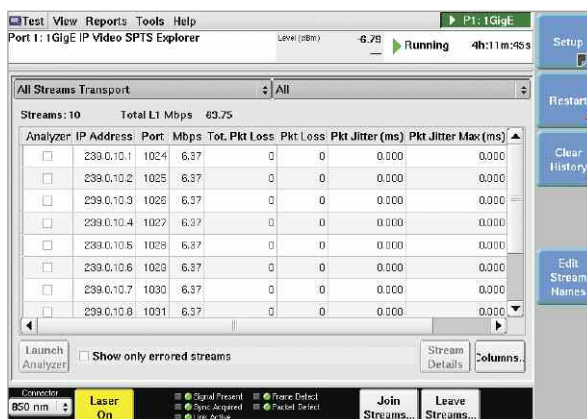 Test View Reports Tools Help P1: 1GigE
Port 1: 1GigE IP Video SPTS Explorer Level (dBm) -6.79 Running 4h:11m:45s
Setup
Restart
Clear History
Edit Stream Names
All Streams Transport All
Streams: 10 Total L1 Mbps 63.75
Analyzer IP Address Port Mbps Tot. Pkt Loss Pkt Loss Pkt Jitter (ms) Pkt Jitter Max (ms)
239.0.10.1 1024 6.37 0 0 0.000 0.000
239.0.10.2 1025 6.37 0 0 0.000 0.000
239.0.10.3 1026 6.37 0 0 0.000 0.000
239.0.10.4 1027 6.37 0 0 0.000 0.000
239.0.10.5 1028 6.37 0 0 0.000 0.000
239.0.10.6 1029 6.37 0 0 0.000 0.000
239.0.10.7 1030 6.37 0 0 0.000 0.000
239.0.10.8 1031 6.37 0 0 0.000 0.000
Launch Analyzer Show only errored streams Stream Details Columns..
Connector
850 nm
Laser On
Signal Present Frame Detect
Sync Acquired Packet Detect
Link Active
Join Streams...
Leave Streams...